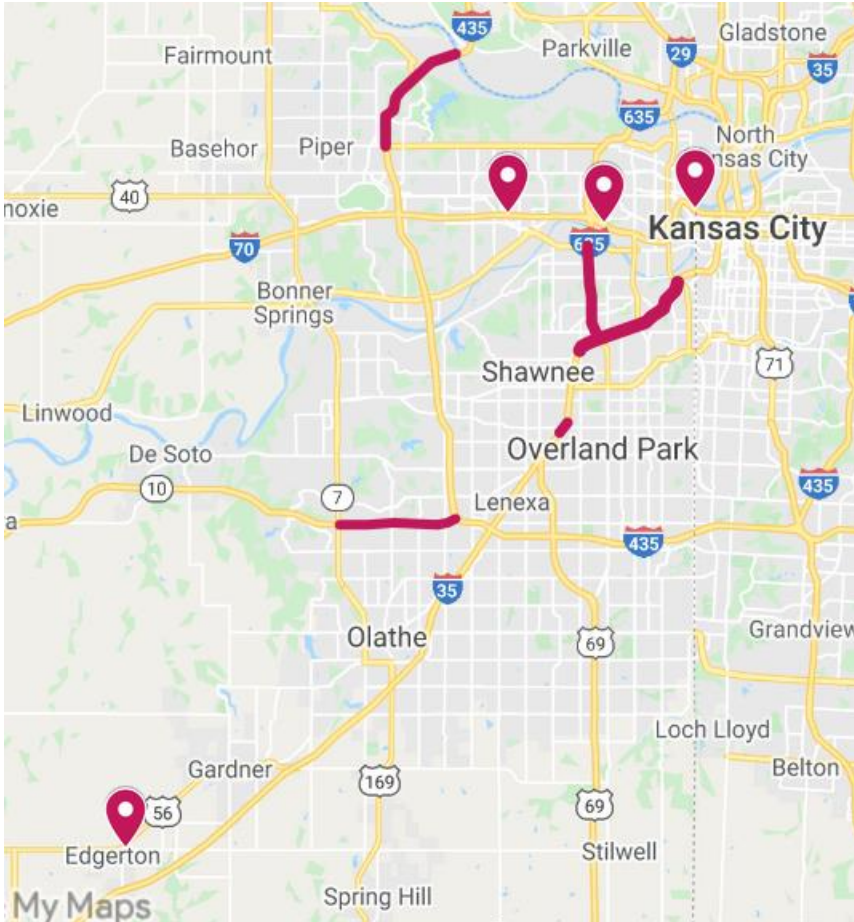 435
Parkville
Gladstone
Fairmount
29
35
635
North
nsas City
Basehor
Piper
40
noxie
Kansas City
70
635
Bonner
Springs
Shawnee
71
Linwood
Overland Park
De Soto
10
7
Lenexa
435
a
435
35
Olathe
69
Grandview
Loch Lloyd
Gardner
169
Belton
56
69
Edgerton
Stilwell
Spring Hill
My Maps